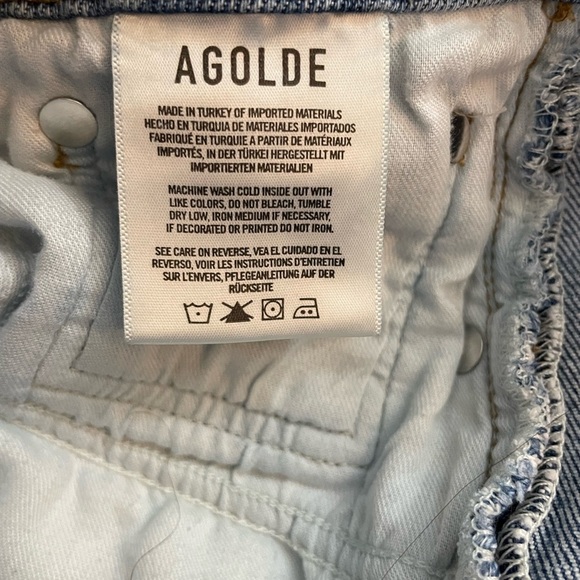 AGOLDE
MADE IN TURKEY OF IMPORTED MATERIALS
HECHO EN TURQUIA DE MATERIALES IMPORTADOS
FABRIQUÉ EN TURQUIE A PARTIR DE MATÉRIAUX
IMPORTÉS, IN DER TÜRKEI HERGESTELLT MIT
IMPORTIERTEN MATERIALIEN
MACHINE WASH COLD INSIDE OUT WITH
LIKE COLORS, DO NOT BLEACH, TUMBLE
DRY LOW, IRON MEDIUM IF NECESSARY,
IF DECORATED OR PRINTED DO NOT IRON.
SEE CARE ON REVERSE, VEA EL CUIDADO EN EL
REVERSO, VOIR LES INSTRUCTIONS D'ENTRETIEN
SUR L'ENVERS, PFLEGEANLEITUNG AUF DER
RÜCKSEITE